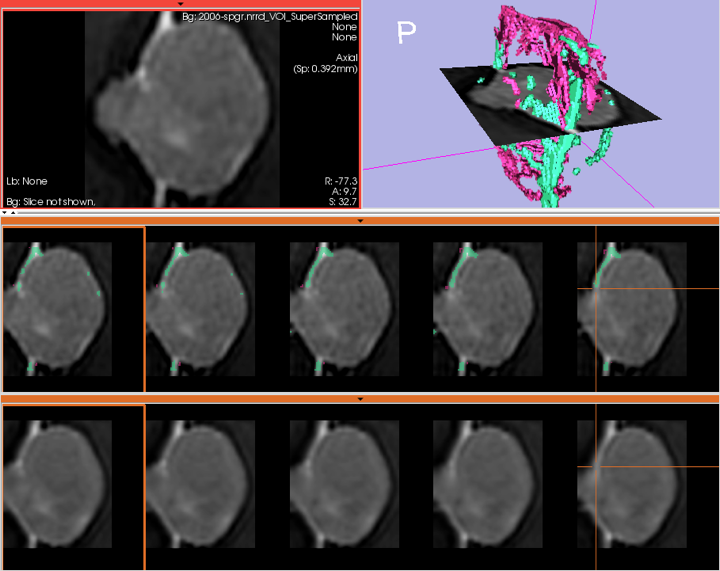 Bg: 2006-spgr.nrrd_VOI_SuperSampled
None
None
Axial
(Sp: 0.392mm)
Lb: None
Bg: Slice not shown,
R: -77.3
A: 9.7
S: 32.7
P